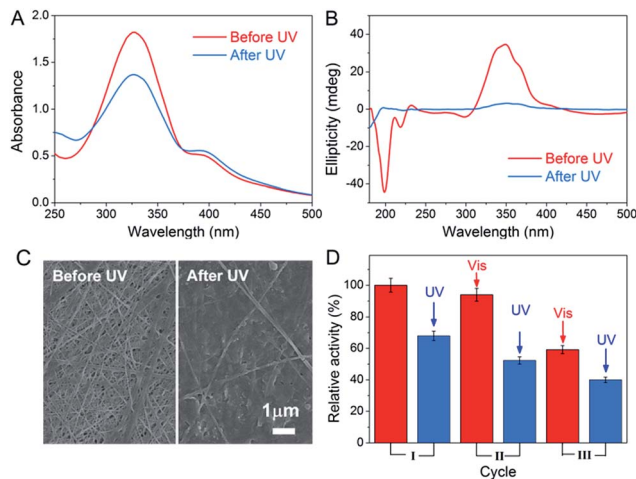 A
Before UV
After UV
Absorbance
2.0
1.5
1.0
0.5
0.0
250 300 350 400 450 500
Wavelength (nm)
B
Ellipticity (mdeg)
40
20
0
-20
-40
Before UV
After UV
200 250 300 350 400 450 500
Wavelength (nm)
C
Before UV
After UV
1μm
D
Relative activity (%)
100
80
60
40
20
0
UV
Vis
UV
Vis
UV
I II III
Cycle